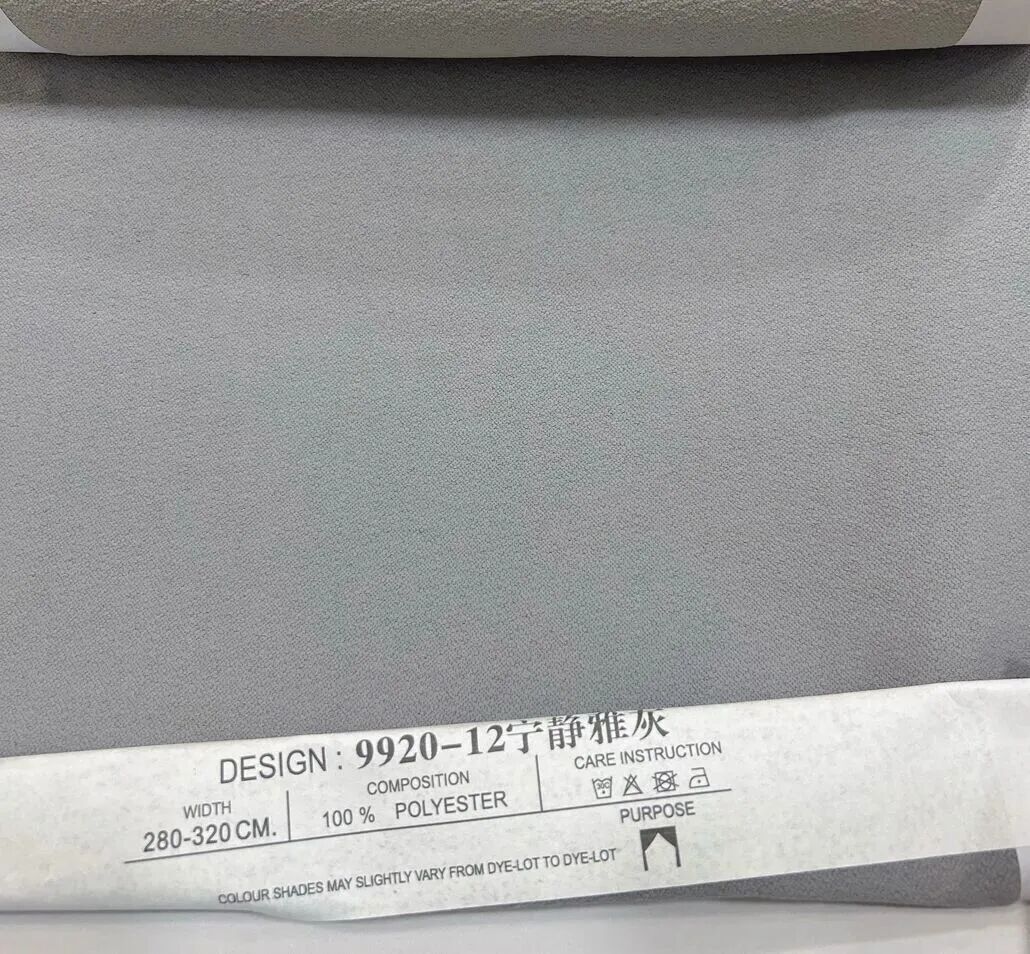 DESIGN : 9920-12宁静雅灰
WIDTH
280-320 CM.
COMPOSITION
100 % POLYESTER
CARE INSTRUCTION
30°
PURPOSE
COLOUR SHADES MAY SLIGHTLY VARY FROM DYE-LOT TO DYE-LOT